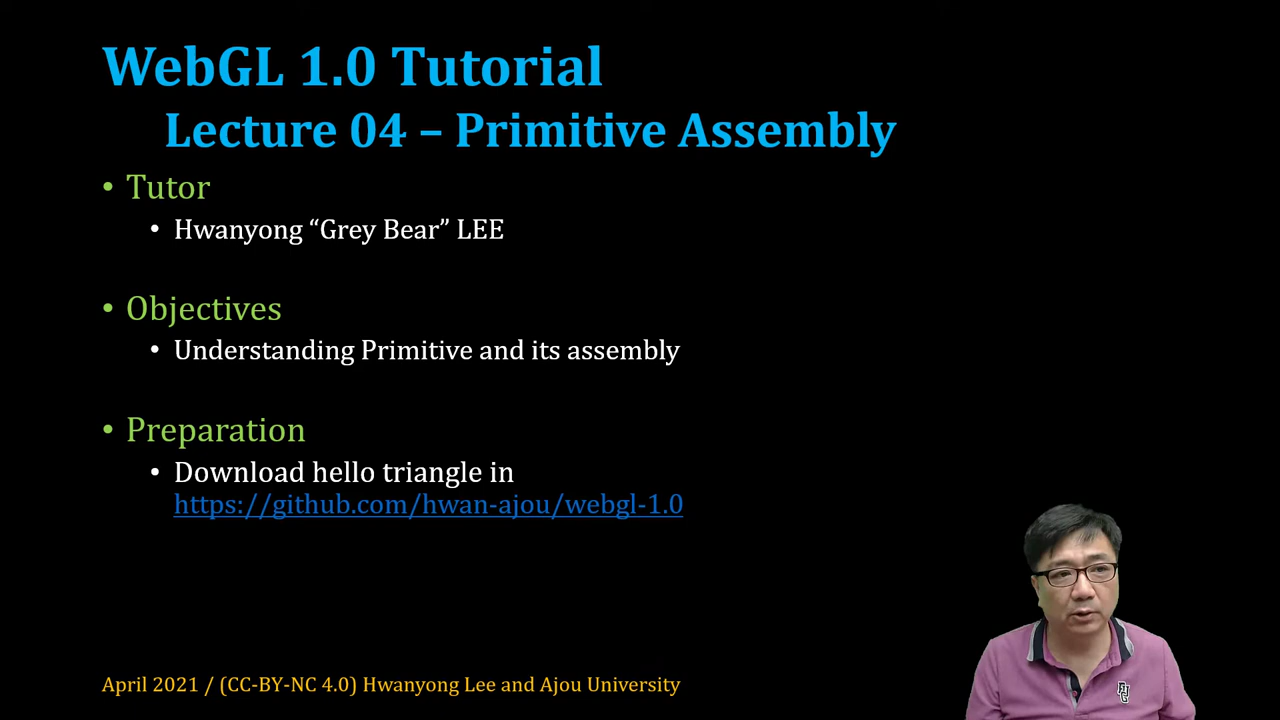 WebGL 1.0 Tutorial
Lecture 04 – Primitive Assembly
• Tutor
• Hwanyong “Grey Bear” LEE
• Objectives
• Understanding Primitive and its assembly
• Preparation
• Download hello triangle in
https://github.com/hwan-ajou/webgl-1.0
April 2021 / (CC-BY-NC 4.0) Hwanyong Lee and Ajou University